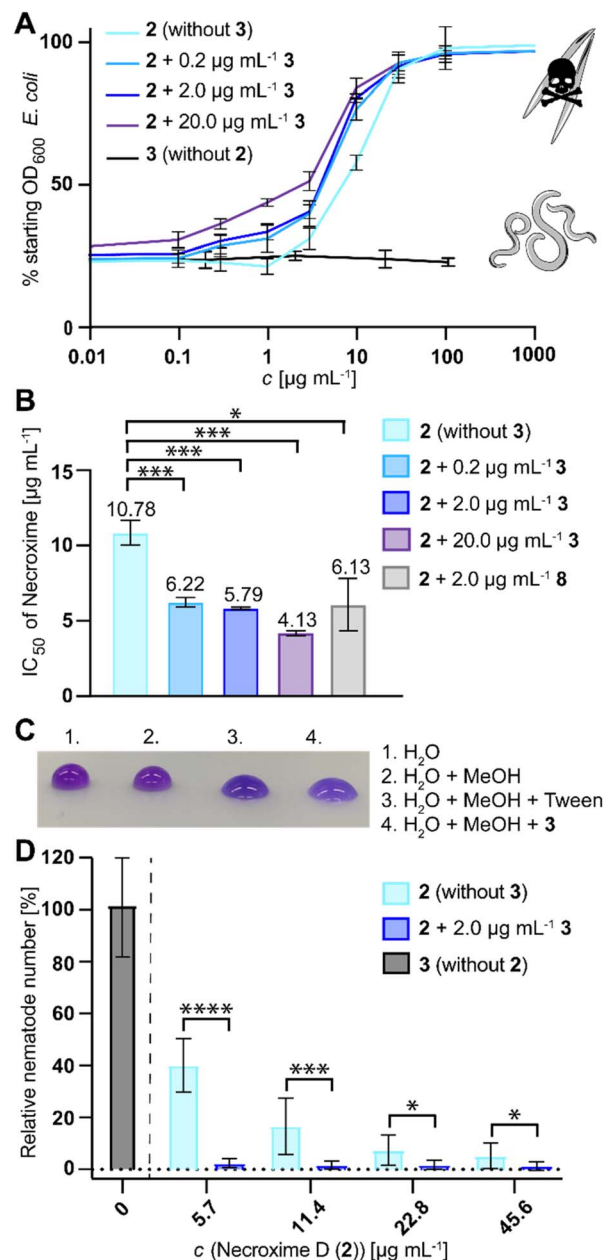 A
2 (without 3)
2 + 0.2 µg mL⁻¹ 3
2 + 2.0 µg mL⁻¹ 3
2 + 20.0 µg mL⁻¹ 3
3 (without 2)
% starting OD₆₀₀ E. coli
100
50
0
0.01 0.1 1 10 100 1000
c [µg mL⁻¹]
B
IC₅₀ of Necroxime [µg mL⁻¹]
15
10
5
0
*
***
***
***
10.78
6.22
5.79
4.13
6.13
2 (without 3)
2 + 0.2 µg mL⁻¹ 3
2 + 2.0 µg mL⁻¹ 3
2 + 20.0 µg mL⁻¹ 3
2 + 2.0 µg mL⁻¹ 8
C
1. 2. 3. 4.
1. H₂O
2. H₂O + MeOH
3. H₂O + MeOH + Tween
4. H₂O + MeOH + 3
D
Relative nematode number [%]
120
100
80
60
40
20
0
2 (without 3)
2 + 2.0 µg mL⁻¹ 3
3 (without 2)
****
***
*
*
0 5.7 11.4 22.8 45.6
c (Necroxime D (2)) [µg mL⁻¹]